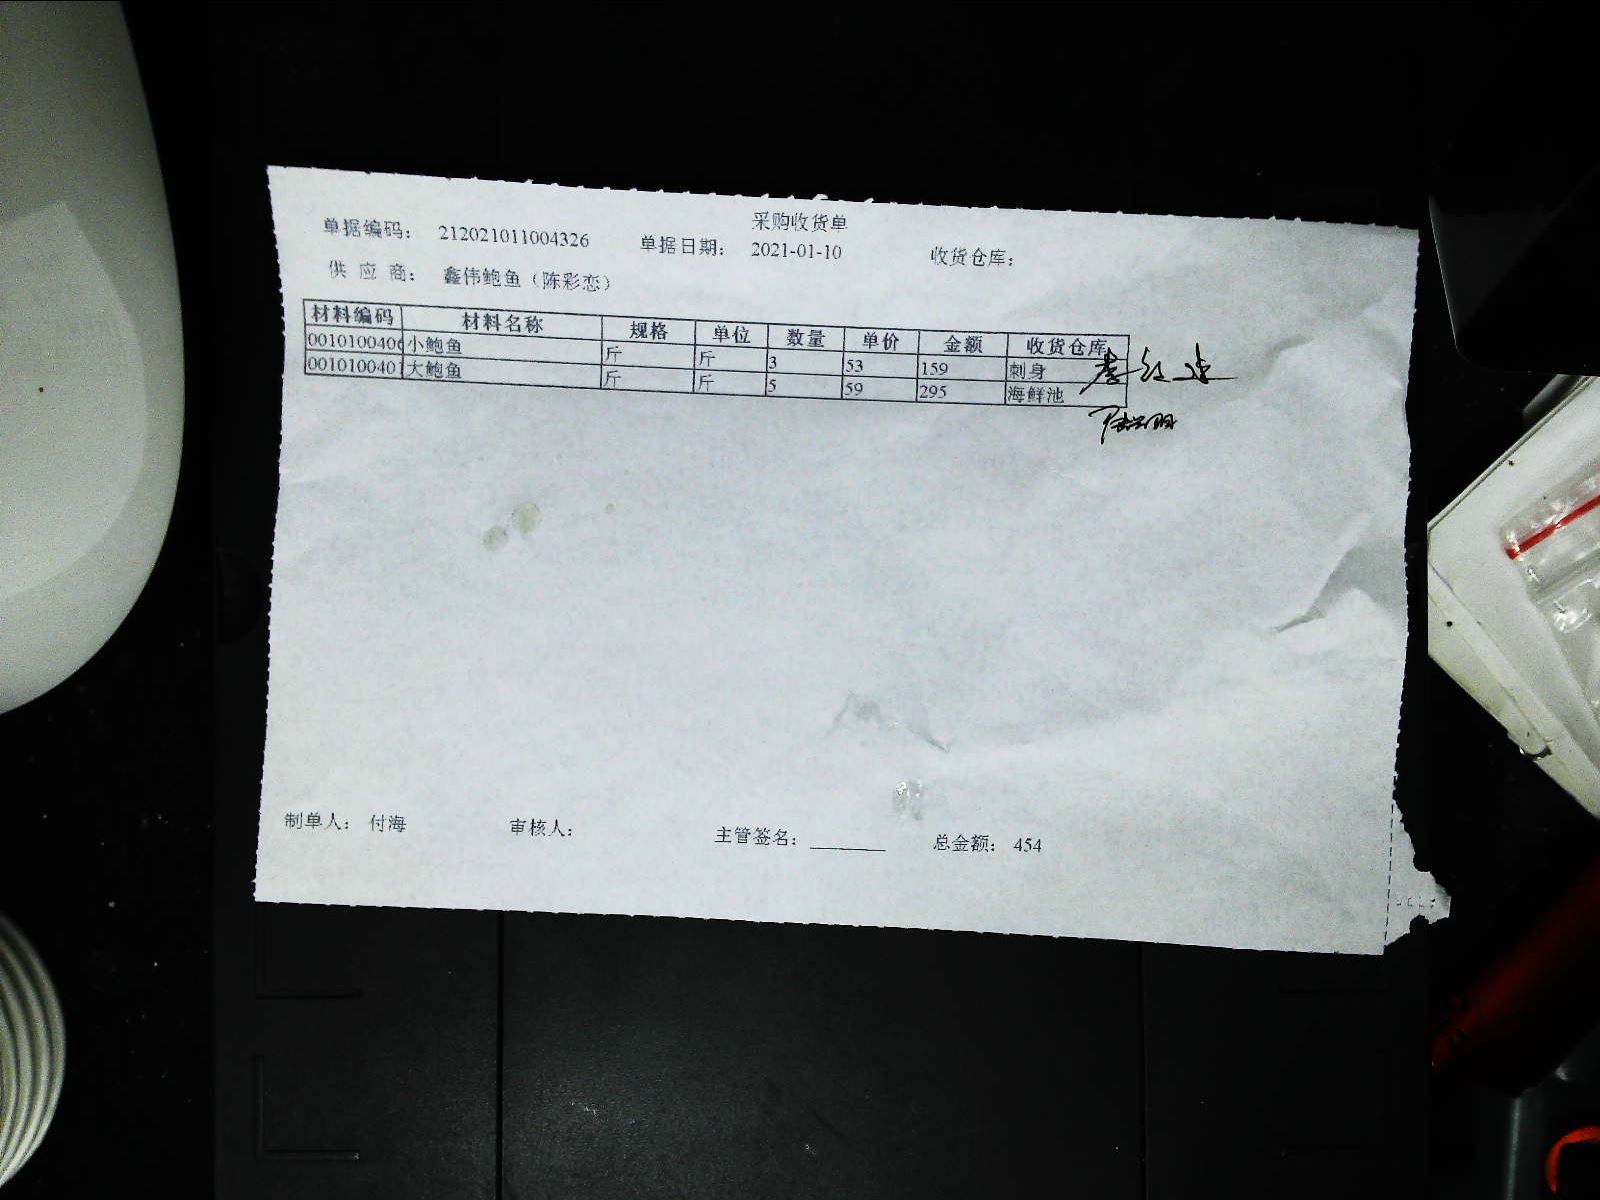 采购收货单
单据编码： 212021011004326 单据日期： 2021-01-10 收货仓库：
供 应 商： 鑫伟鲍鱼（陈彩恋）
材料编码 材料名称 规格 单位 数量 单价 金额 收货仓库
0010100406 小鲍鱼 斤 斤 3 53 159 刺身
001010040 大鲍鱼 斤 斤 5 59 295 海鲜池
制单人： 付海 审核人： 主管签名： 总金额： 454